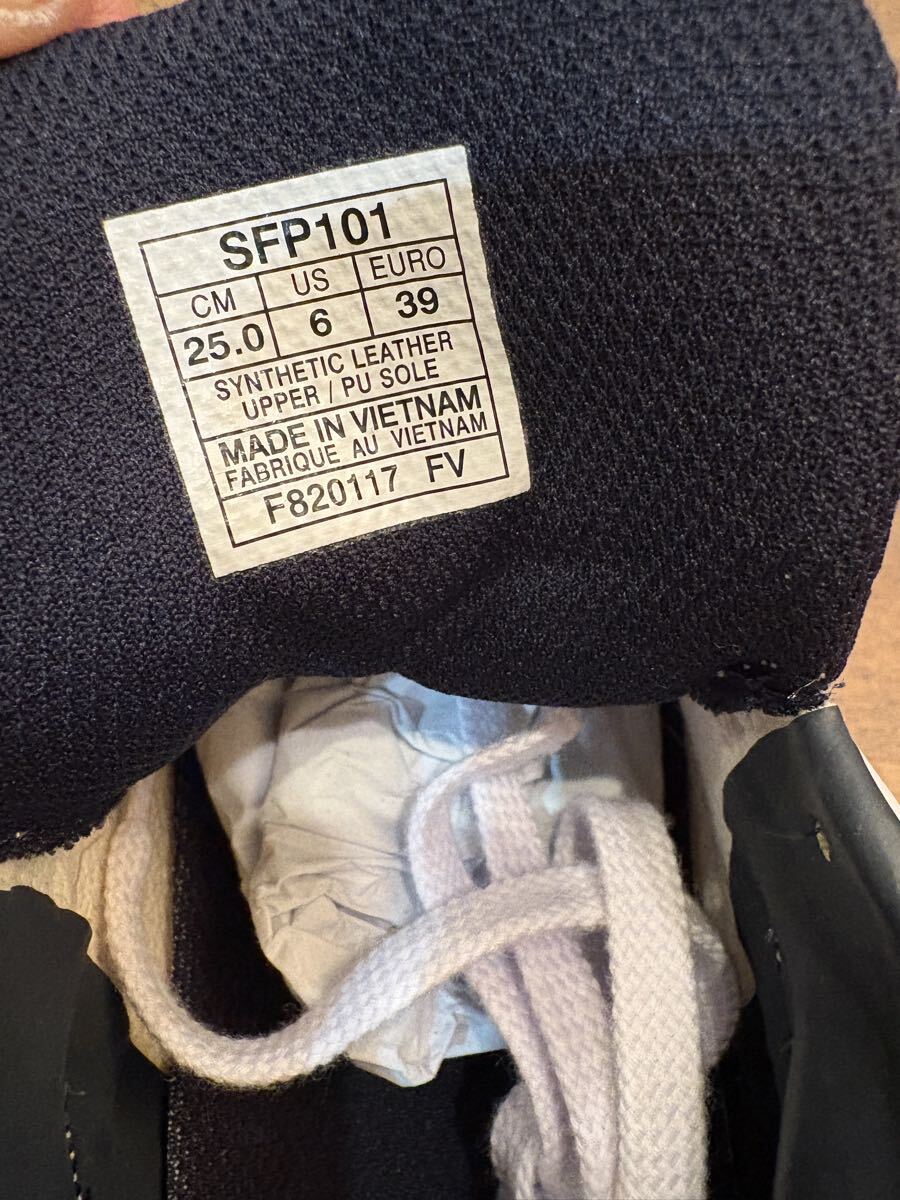 SFP101
CM US EURO
25.0 6 39
SYNTHETIC LEATHER
UPPER / PU SOLE
MADE IN VIETNAM
FABRIQUE AU VIETNAM
F820117 FV